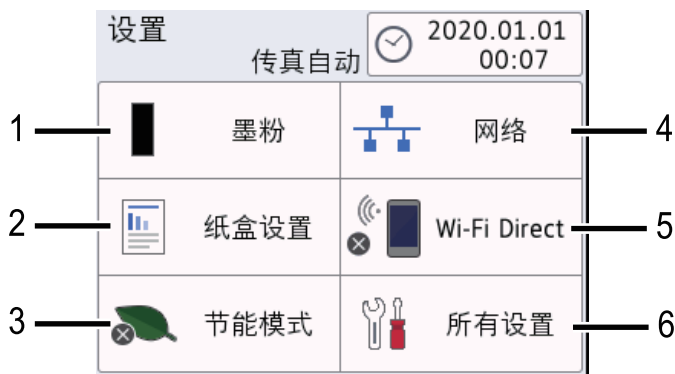 设置
传真自动
2020.01.01
00:07
1 墨粉 网络 4
2 纸盒设置 Wi-Fi Direct 5
3 节能模式 所有设置 6